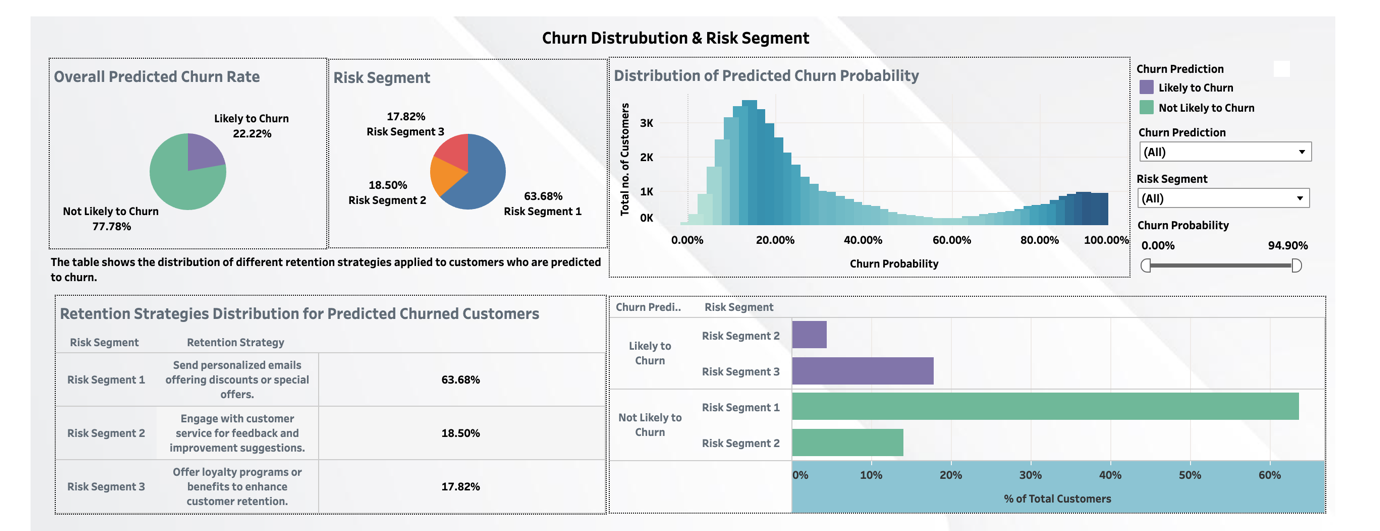 Churn Distrubution & Risk Segment
Overall Predicted Churn Rate
Likely to Churn
22.22%
Not Likely to Churn
77.78%
Risk Segment
17.82%
Risk Segment 3
18.50%
Risk Segment 2
63.68%
Risk Segment 1
Distribution of Predicted Churn Probability
Total no. of Customers
3K
2K
1K
0K
0.00%
20.00%
40.00%
60.00%
80.00%
100.00%
Churn Probability
Churn Prediction
Likely to Churn
Not Likely to Churn
Churn Prediction
(All)
Risk Segment
(All)
Churn Probability
0.00%
94.90%
The table shows the distribution of different retention strategies applied to customers who are predicted
to churn.
Retention Strategies Distribution for Predicted Churned Customers
Risk Segment
Retention Strategy
Risk Segment 1
Send personalized emails
offering discounts or special
offers.
63.68%
Risk Segment 2
Engage with customer
service for feedback and
improvement suggestions.
18.50%
Risk Segment 3
Offer loyalty programs or
benefits to enhance
customer retention.
17.82%
Churn Predi..
Risk Segment
Likely to
Churn
Risk Segment 2
Risk Segment 3
Not Likely to
Churn
Risk Segment 1
Risk Segment 2
0%
10%
20%
30%
40%
50%
60%
% of Total Customers